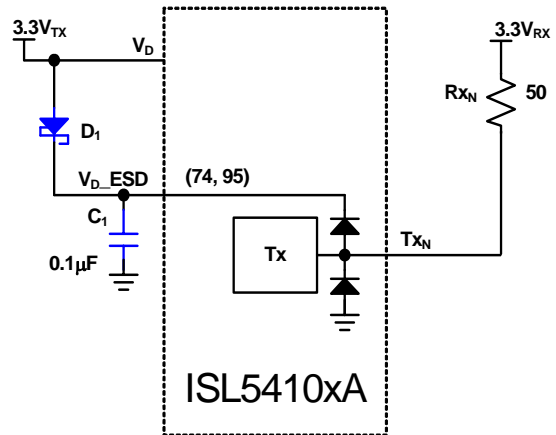 3.3VTX
VD
3.3VRX
RxN
50
D1
VD_ESD
(74, 95)
C1
0.1µF
Tx
TxN
ISL5410xA